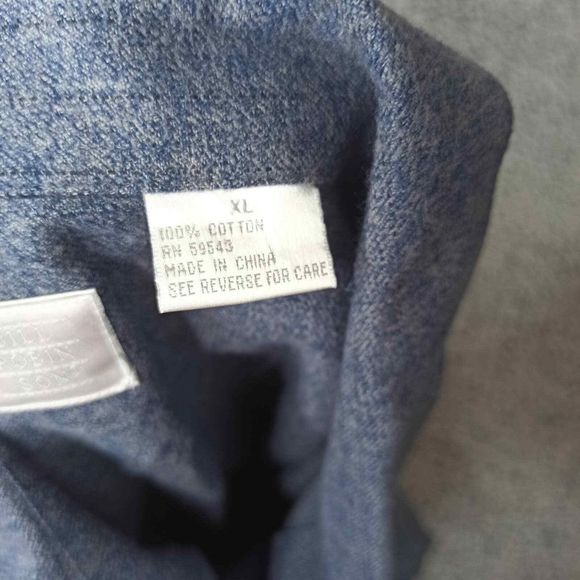 XL
100% COTTON
RN 59543
MADE IN CHINA
SEE REVERSE FOR CARE